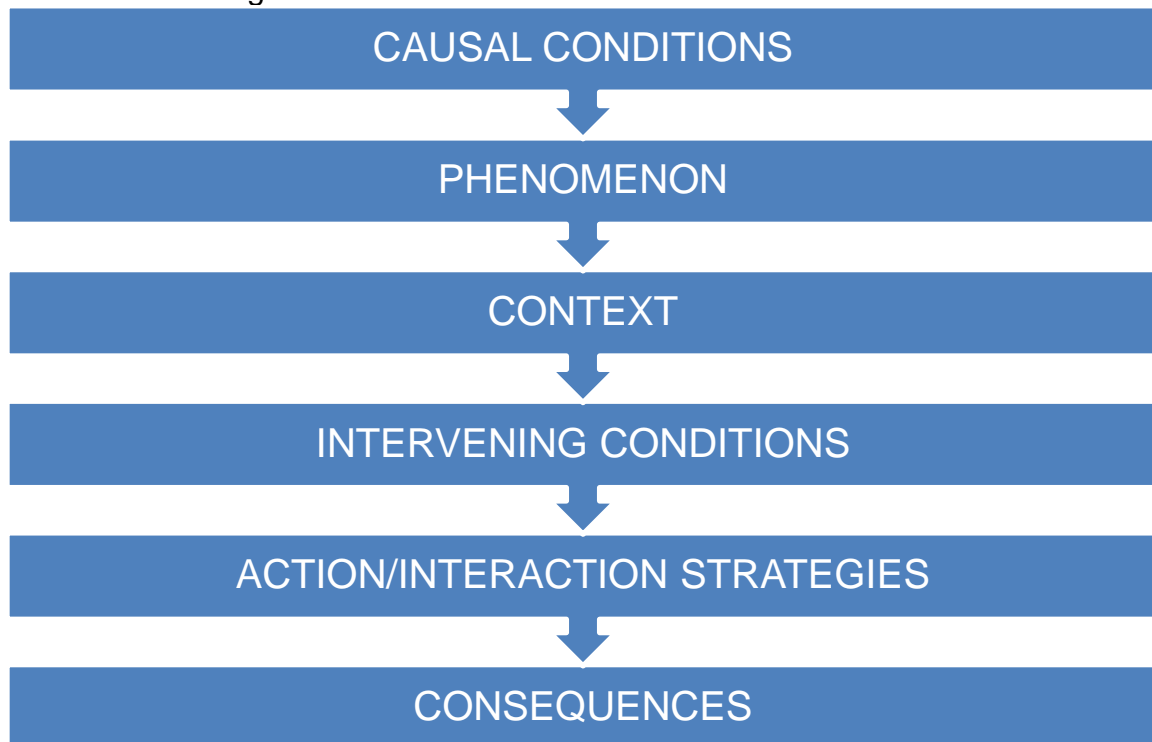 CAUSAL CONDITIONS
PHENOMENON
CONTEXT
INTERVENING CONDITIONS
ACTION/INTERACTION STRATEGIES
CONSEQUENCES